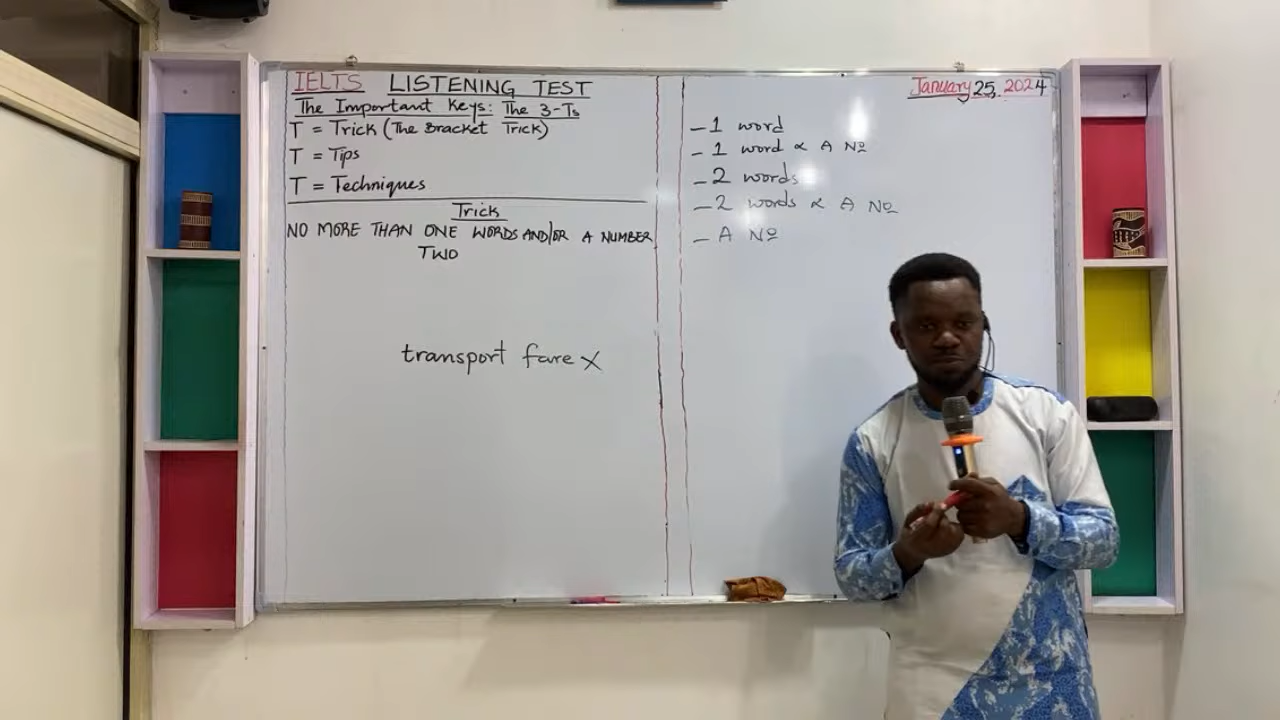 IELTS LISTENING TEST
The Important Keys: The 3-Ts
T = Trick (The Bracket Trick)
T = Tips
T = Techniques
Trick
NO MORE THAN ONE WORDS AND/OR A NUMBER
TWO
transport fare X
January 25, 2024
- 1 word
- 1 word & A No
- 2 words
- 2 words & A No
- A No